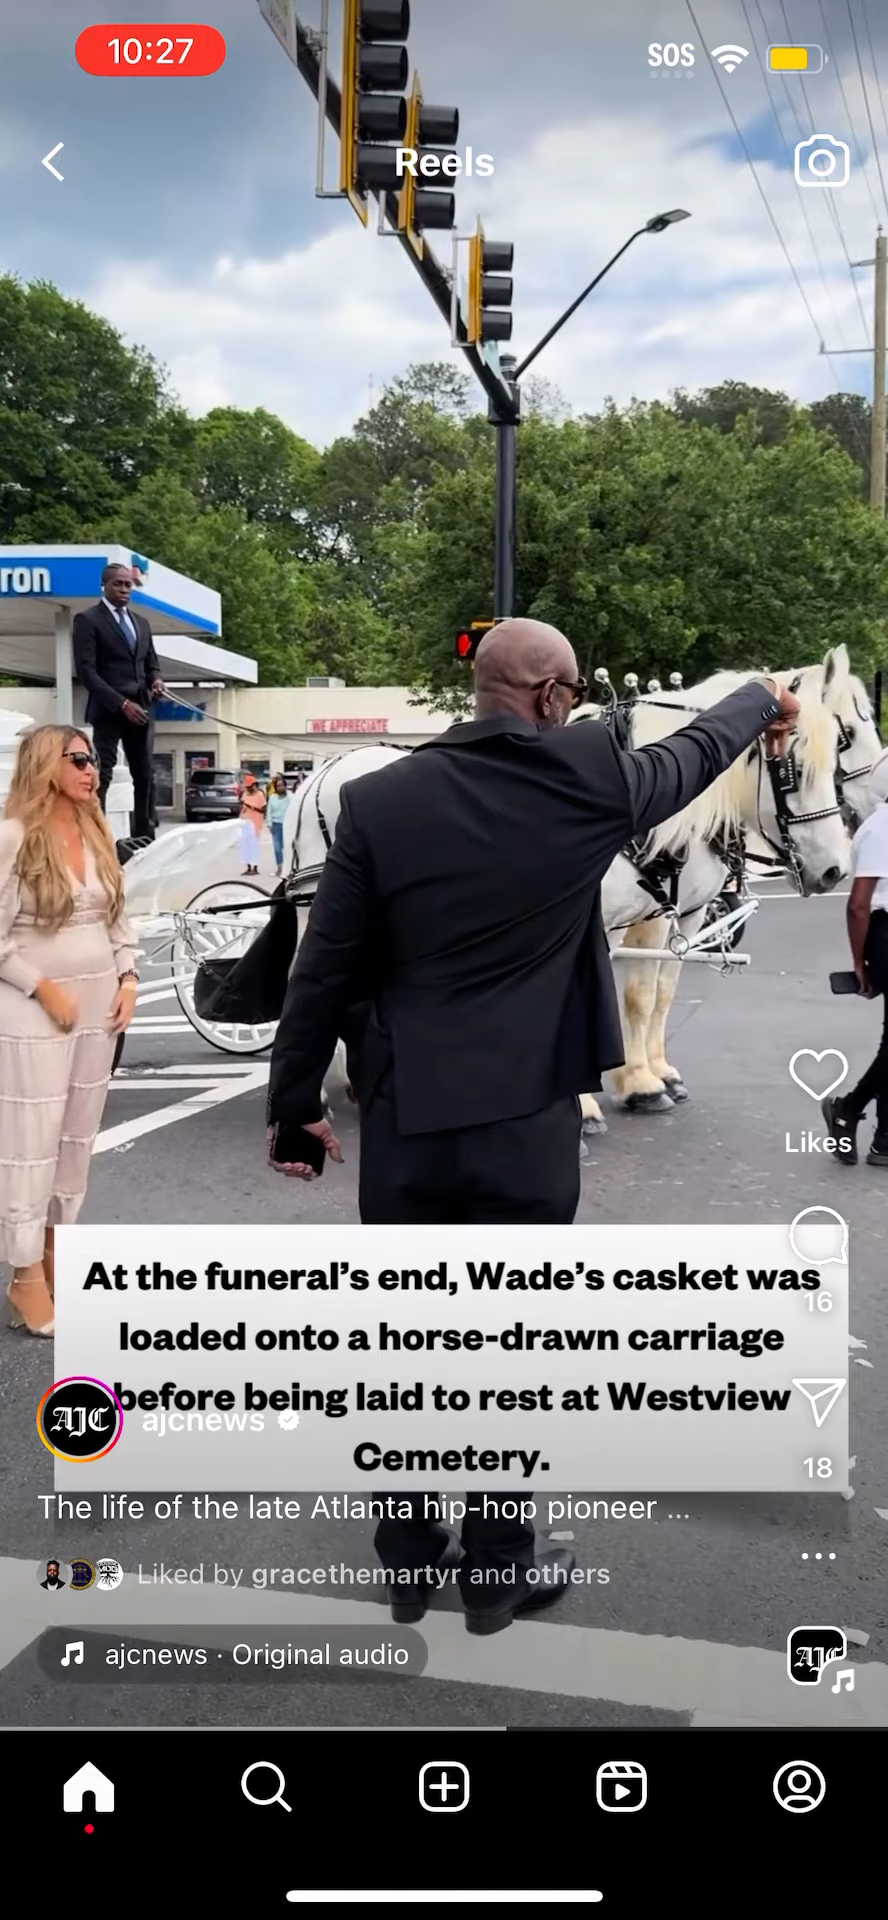 10:27
SOS
Reels
ron
WE APPRECIATE
Likes
At the funeral's end, Wade's casket was
16
loaded onto a horse-drawn carriage
before being laid to rest at Westview
AJC ajcnews
Cemetery.
18
The life of the late Atlanta hip-hop pioneer ...
Liked by gracethemartyr and others
ajcnews · Original audio
AJC